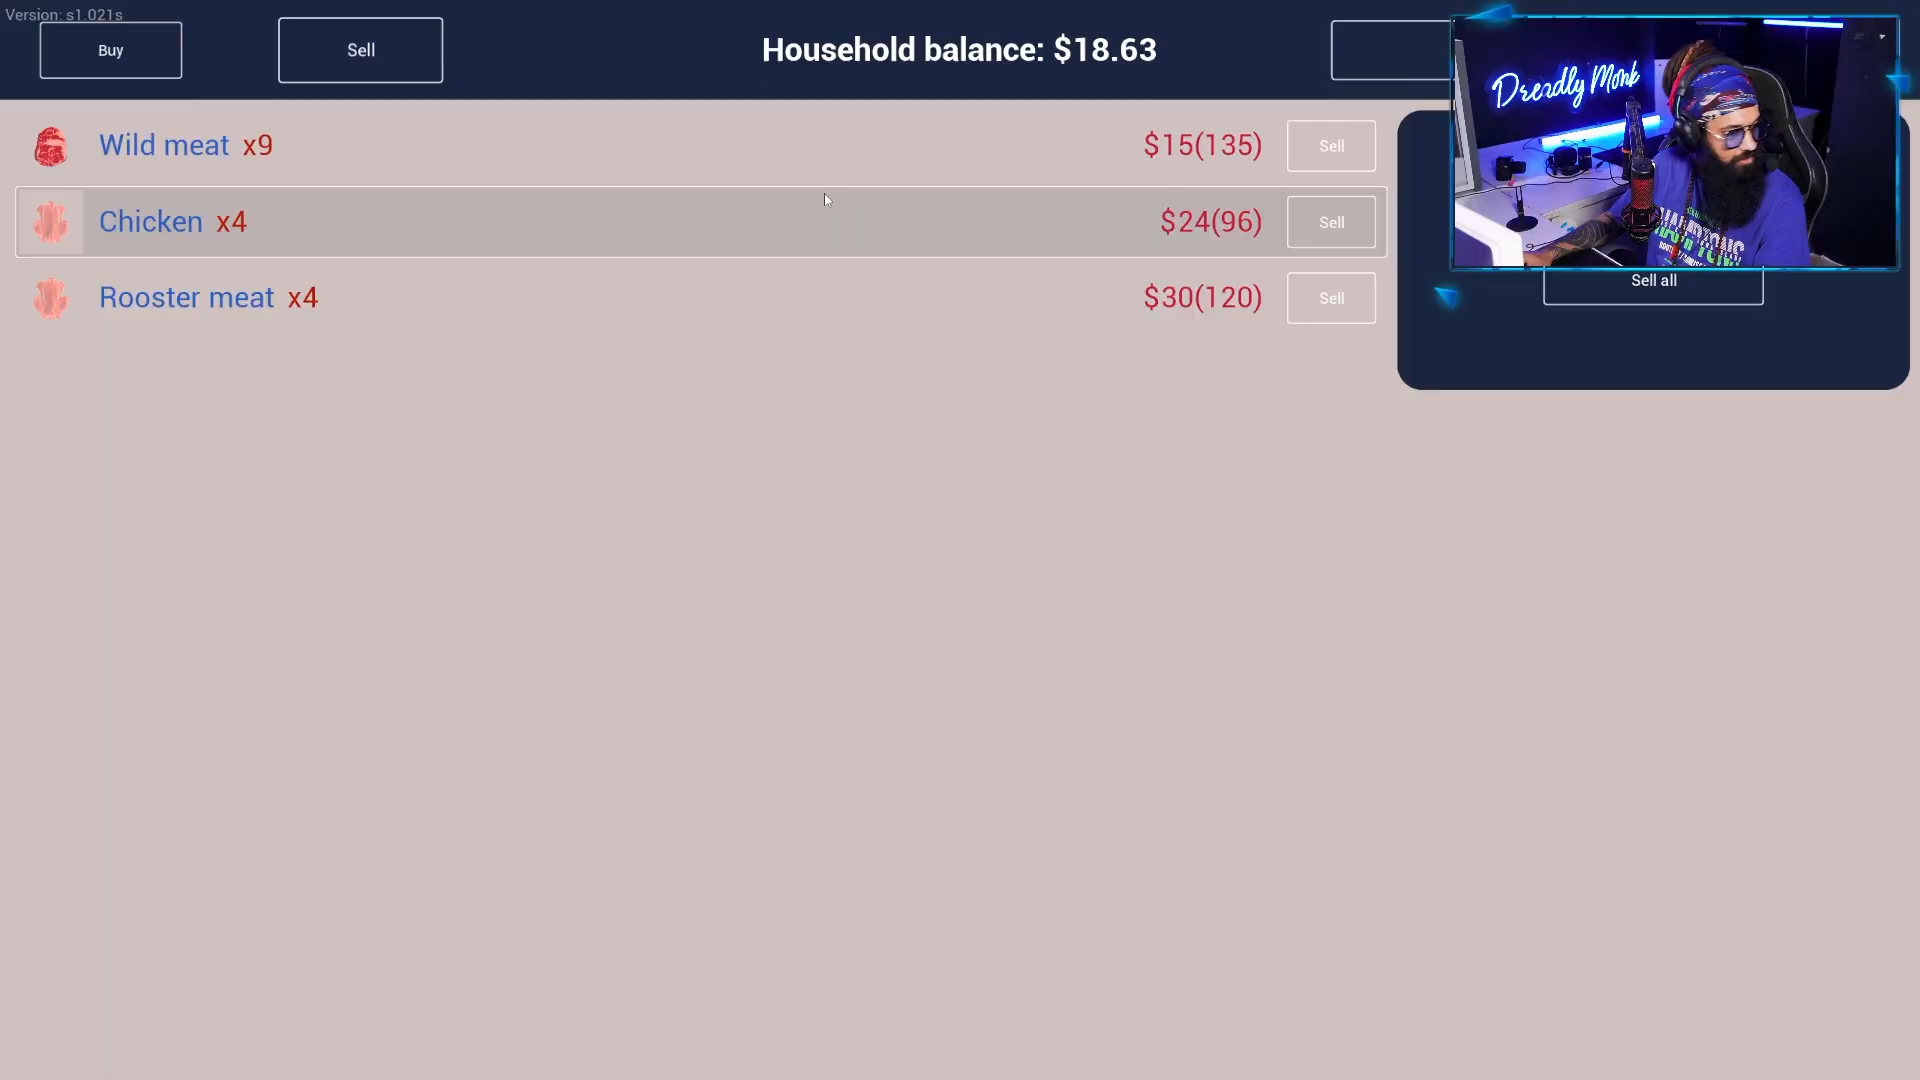 Version: s1.021s
Buy
Sell
Household balance: $18.63
Dreadly Monk
Wild meat x9
$15(135)
Sell
Chicken x4
$24(96)
Sell
Rooster meat x4
$30(120)
Sell
Sell all